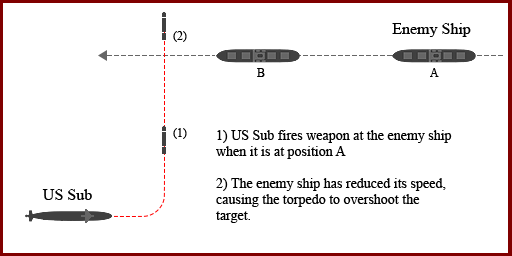 (2)
Enemy Ship
B
A
(1)
1) US Sub fires weapon at the enemy ship
when it is at position A
US Sub
2) The enemy ship has reduced its speed,
causing the torpedo to overshoot the
target.